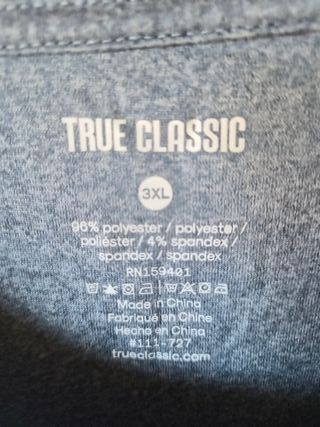 TRUE CLASSIC
3XL
96% polyester / polyester /
poliéster / 4% spandex /
spandex / spandex
RN159401
Made in China
Fabriqué en Chine
Hecho en China
#111-727
trueclassic.com